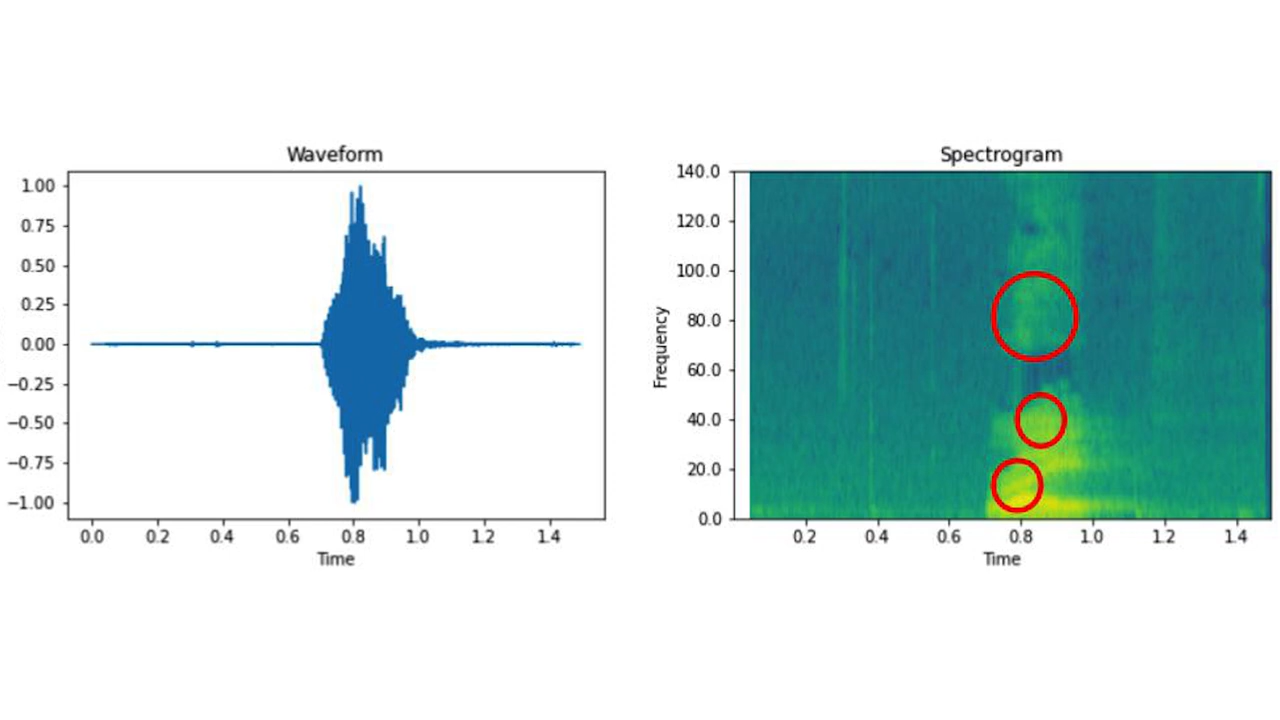 Waveform
1.00
0.75
0.50
0.25
0.00
−0.25
−0.50
−0.75
−1.00
0.0 0.2 0.4 0.6 0.8 1.0 1.2 1.4
Time
Spectrogram
Frequency
140.0
120.0
100.0
80.0
60.0
40.0
20.0
0.0
0.2 0.4 0.6 0.8 1.0 1.2 1.4
Time